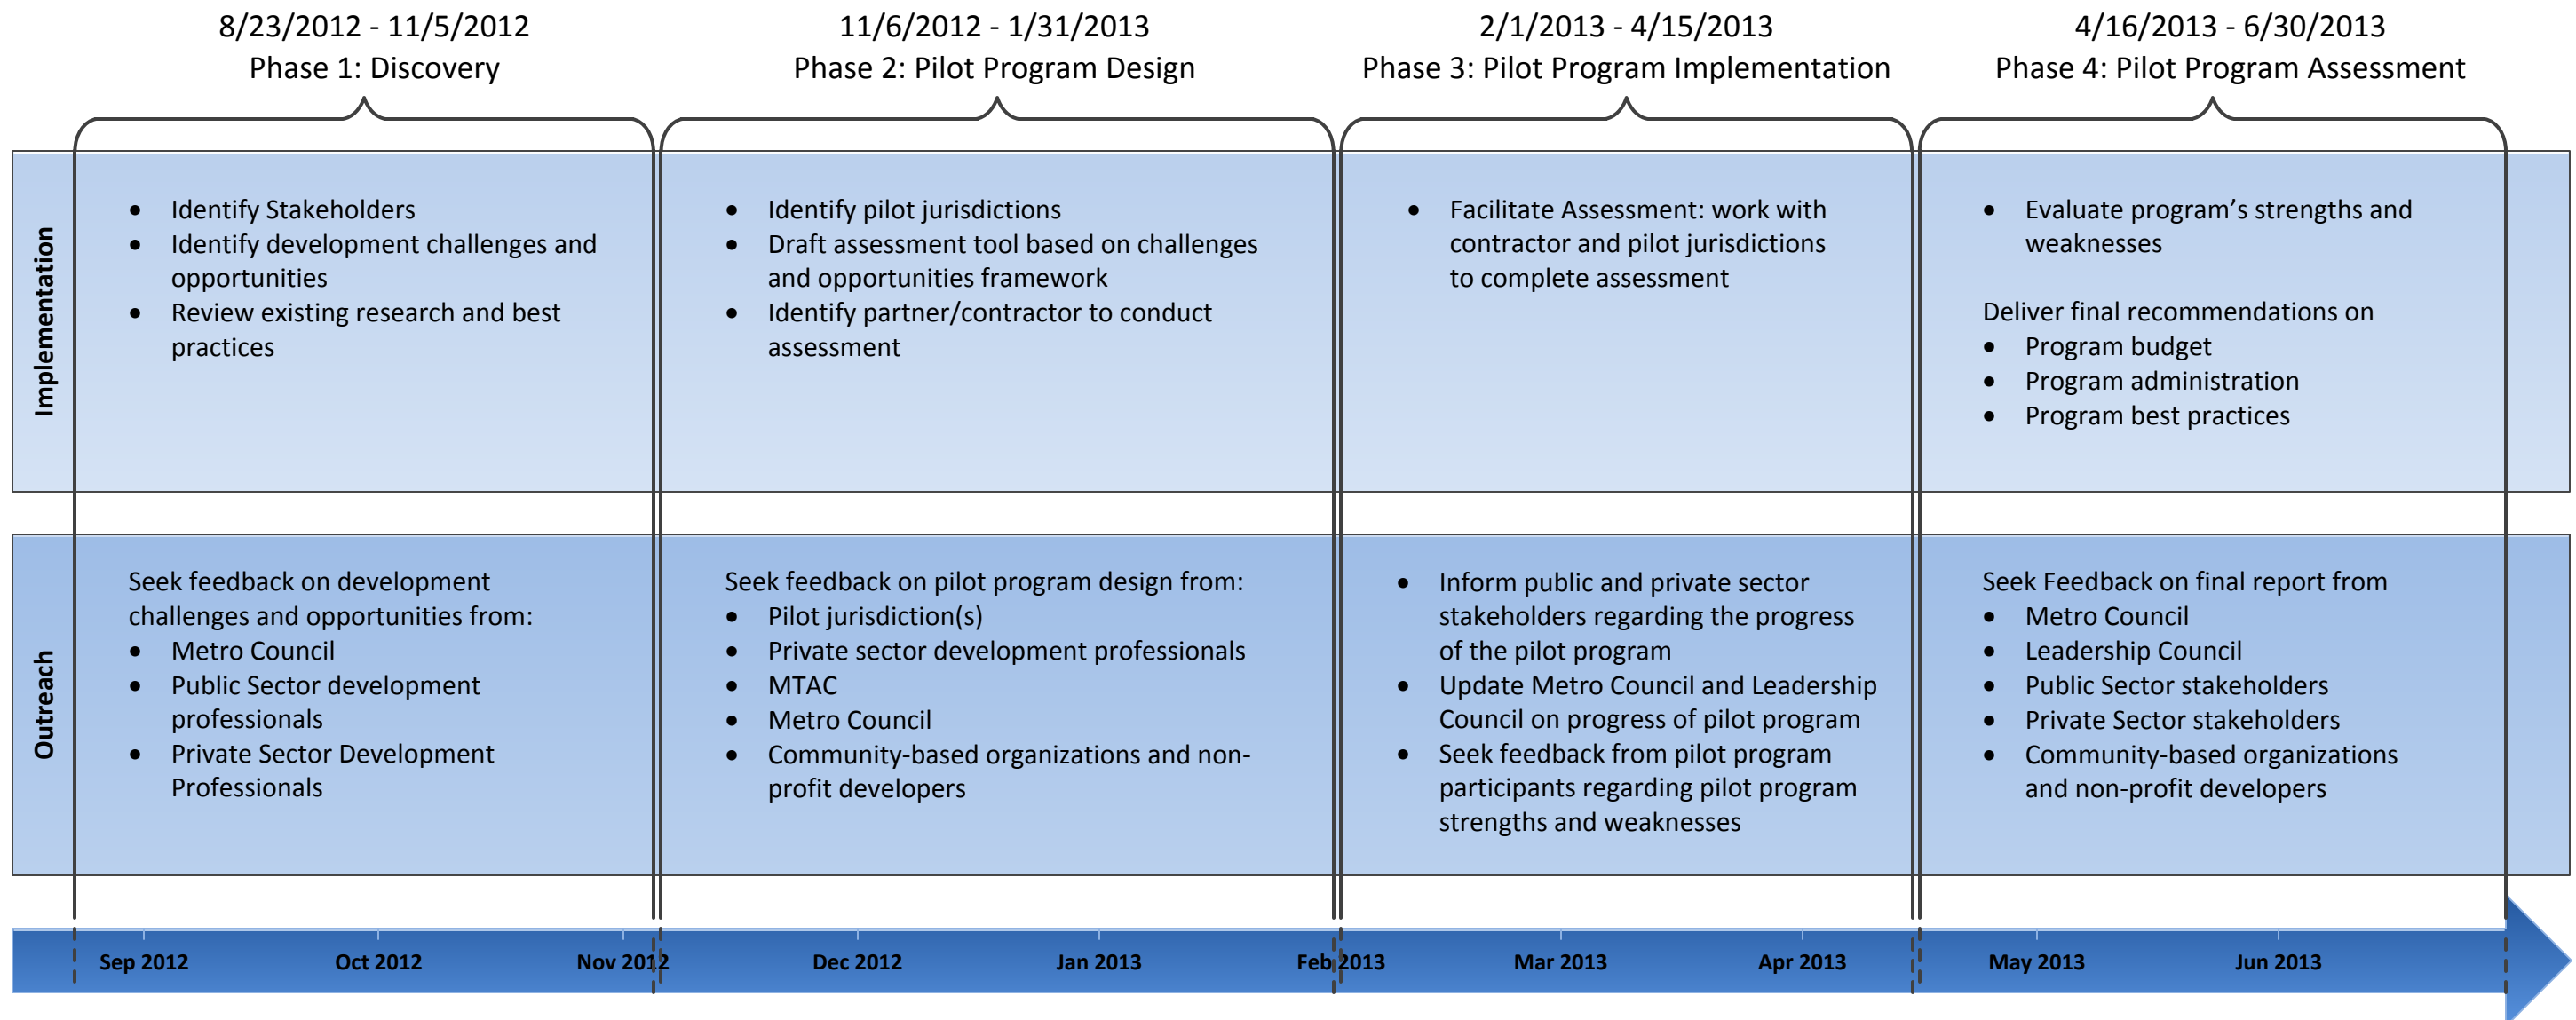 8/23/2012 - 11/5/2012
Phase 1: Discovery
11/6/2012 - 1/31/2013
Phase 2: Pilot Program Design
2/1/2013 - 4/15/2013
Phase 3: Pilot Program Implementation
4/16/2013 - 6/30/2013
Phase 4: Pilot Program Assessment
Implementation
• Identify Stakeholders
• Identify development challenges and
opportunities
• Review existing research and best
practices
• Identify pilot jurisdictions
• Draft assessment tool based on challenges
and opportunities framework
• Identify partner/contractor to conduct
assessment
• Facilitate Assessment: work with
contractor and pilot jurisdictions
to complete assessment
• Evaluate program’s strengths and
weaknesses
Deliver final recommendations on
• Program budget
• Program administration
• Program best practices
Outreach
Seek feedback on development
challenges and opportunities from:
• Metro Council
• Public Sector development
professionals
• Private Sector Development
Professionals
Seek feedback on pilot program design from:
• Pilot jurisdiction(s)
• Private sector development professionals
• MTAC
• Metro Council
• Community-based organizations and non-
profit developers
• Inform public and private sector
stakeholders regarding the progress
of the pilot program
• Update Metro Council and Leadership
Council on progress of pilot program
• Seek feedback from pilot program
participants regarding pilot program
strengths and weaknesses
Seek Feedback on final report from
• Metro Council
• Leadership Council
• Public Sector stakeholders
• Private Sector stakeholders
• Community-based organizations
and non-profit developers
Sep 2012
Oct 2012
Nov 2012
Dec 2012
Jan 2013
Feb 2013
Mar 2013
Apr 2013
May 2013
Jun 2013